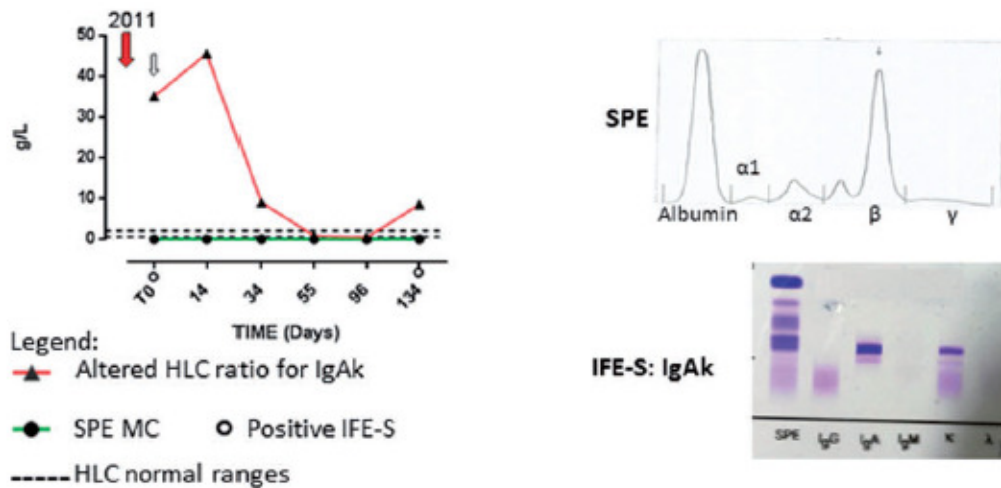 2011
g/L
50
40
30
20
10
0
T0
14
34
55
96
134
TIME (Days)
Legend:
Altered HLC ratio for IgAk
SPE MC
Positive IFE-S
HLC normal ranges
SPE
α1
Albumin
α2
β
γ
IFE-S: IgAk
SPE
IgG
IgA
IgM
K
λ